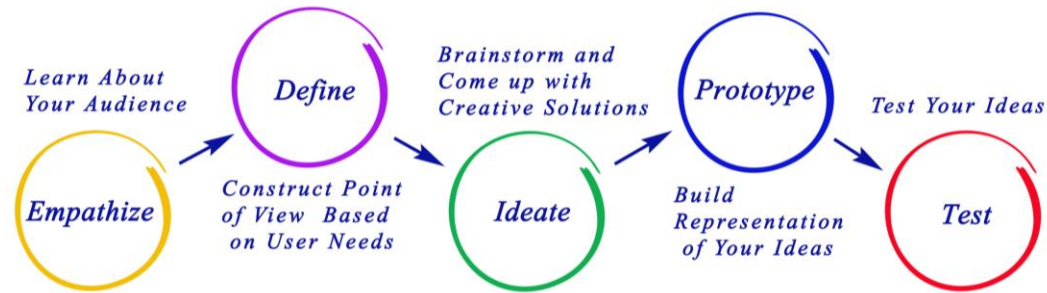 Learn About
Your Audience
Empathize
Define
Construct Point
of View Based
on User Needs
Brainstorm and
Come up with
Creative Solutions
Ideate
Prototype
Build
Representation
of Your Ideas
Test Your Ideas
Test